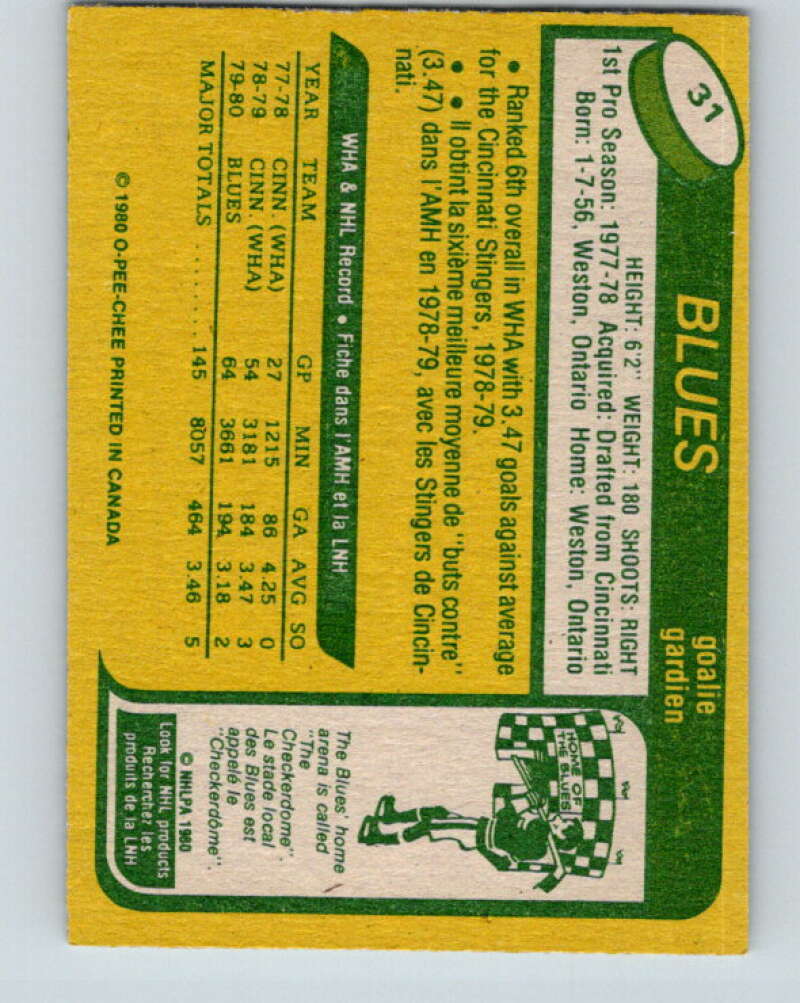 31
BLUES
goalie
gardien
HEIGHT: 6'2" WEIGHT: 180 SHOOTS: RIGHT
1st Pro Season: 1977-78 Acquired: Drafted from Cincinnati
Born: 1-7-56, Weston, Ontario Home: Weston, Ontario
• Ranked 6th overall in WHA with 3.47 goals against average
for the Cincinnati Stingers, 1978-79.
• • Il obtint la sixième meilleure moyenne de "buts contre"
(3.47) dans l'AMH en 1978-79, avec les Stingers de Cincin-
nati.
WHA & NHL Record • Fiche dans l'AMH et la LNH
YEAR TEAM GP MIN GA AVG SO
77-78 CINN. (WHA) 27 1215 86 4.25 0
78-79 CINN. (WHA) 54 3181 184 3.47 3
79-80 BLUES 64 3661 194 3.18 2
MAJOR TOTALS ........ 145 8057 464 3.46 5
© 1980 O-PEE-CHEE PRINTED IN CANADA
HOME OF
THE BLUES
The Blues' home
arena is called
"The
Checkerdome".
Le stade local
des Blues est
appelé le
"Checkerdome".
© NHLPA 1980
Look for NHL products
Recherchez les
produits de la LNH